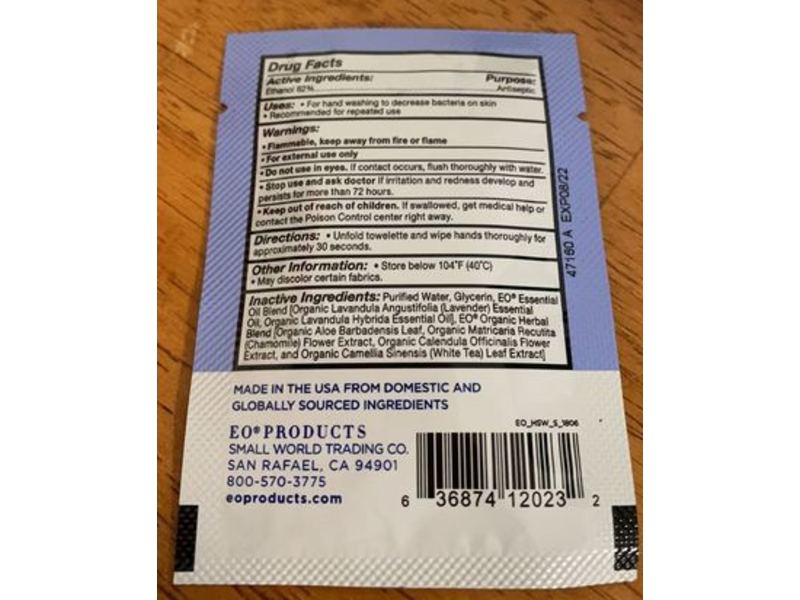 Drug Facts
Active Ingredients: Purpose:
Ethanol 62% Antiseptic
Uses: • For hand washing to decrease bacteria on skin
• Recommended for repeated use
Warnings:
• Flammable, keep away from fire or flame
• For external use only
• Do not use in eyes. If contact occurs, flush thoroughly with water.
• Stop use and ask doctor if irritation and redness develop and
persists for more than 72 hours.
• Keep out of reach of children. If swallowed, get medical help or
contact the Poison Control center right away.
Directions: • Unfold towelette and wipe hands thoroughly for
approximately 30 seconds.
Other Information: • Store below 104°F (40°C)
• May discolor certain fabrics.
Inactive Ingredients: Purified Water, Glycerin, EO® Essential
Oil Blend [Organic Lavandula Angustifolia (Lavender) Essential
Oil, Organic Lavandula Hybrida Essential Oil], EO® Organic Herbal
Blend [Organic Aloe Barbadensis Leaf, Organic Matricaria Recutita
(Chamomile) Flower Extract, Organic Calendula Officinalis Flower
Extract, and Organic Camellia Sinensis (White Tea) Leaf Extract]
47160 A EXP08/22
MADE IN THE USA FROM DOMESTIC AND
GLOBALLY SOURCED INGREDIENTS
EO_HSW_S_1806
EO® PRODUCTS
SMALL WORLD TRADING CO.
SAN RAFAEL, CA 94901
800-570-3775
eoproducts.com
6 36874 12023 2